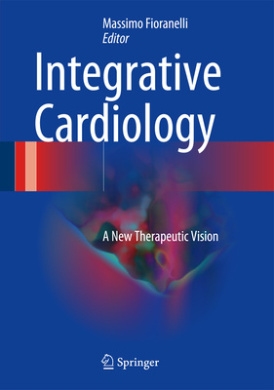 Massimo Fioranelli
Editor
Integrative
Cardiology
A New Therapeutic Vision
Springer